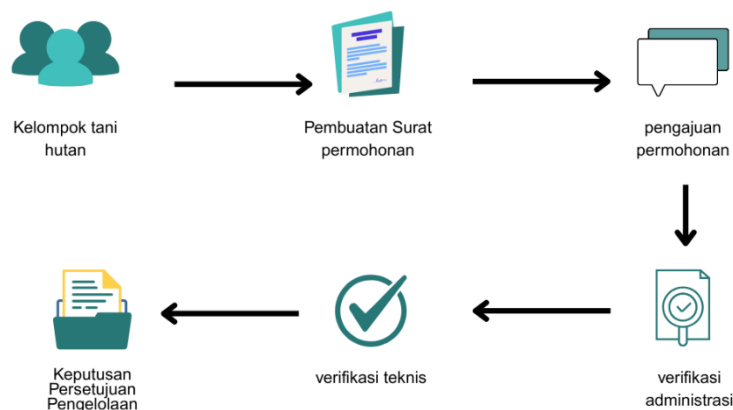 Kelompok tani
hutan
Pembuatan Surat
permohonan
pengajuan
permohonan
verifikasi
administrasi
verifikasi teknis
Keputusan
Persetujuan
Pengelolaan